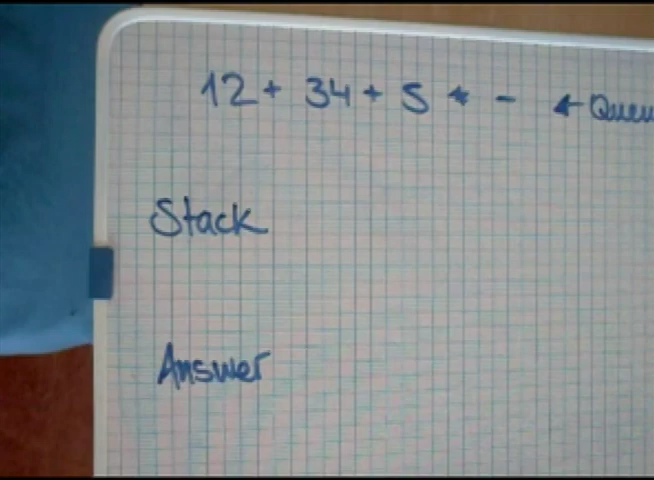 12 + 34 + 5 * - ← Queu
Stack
Answer